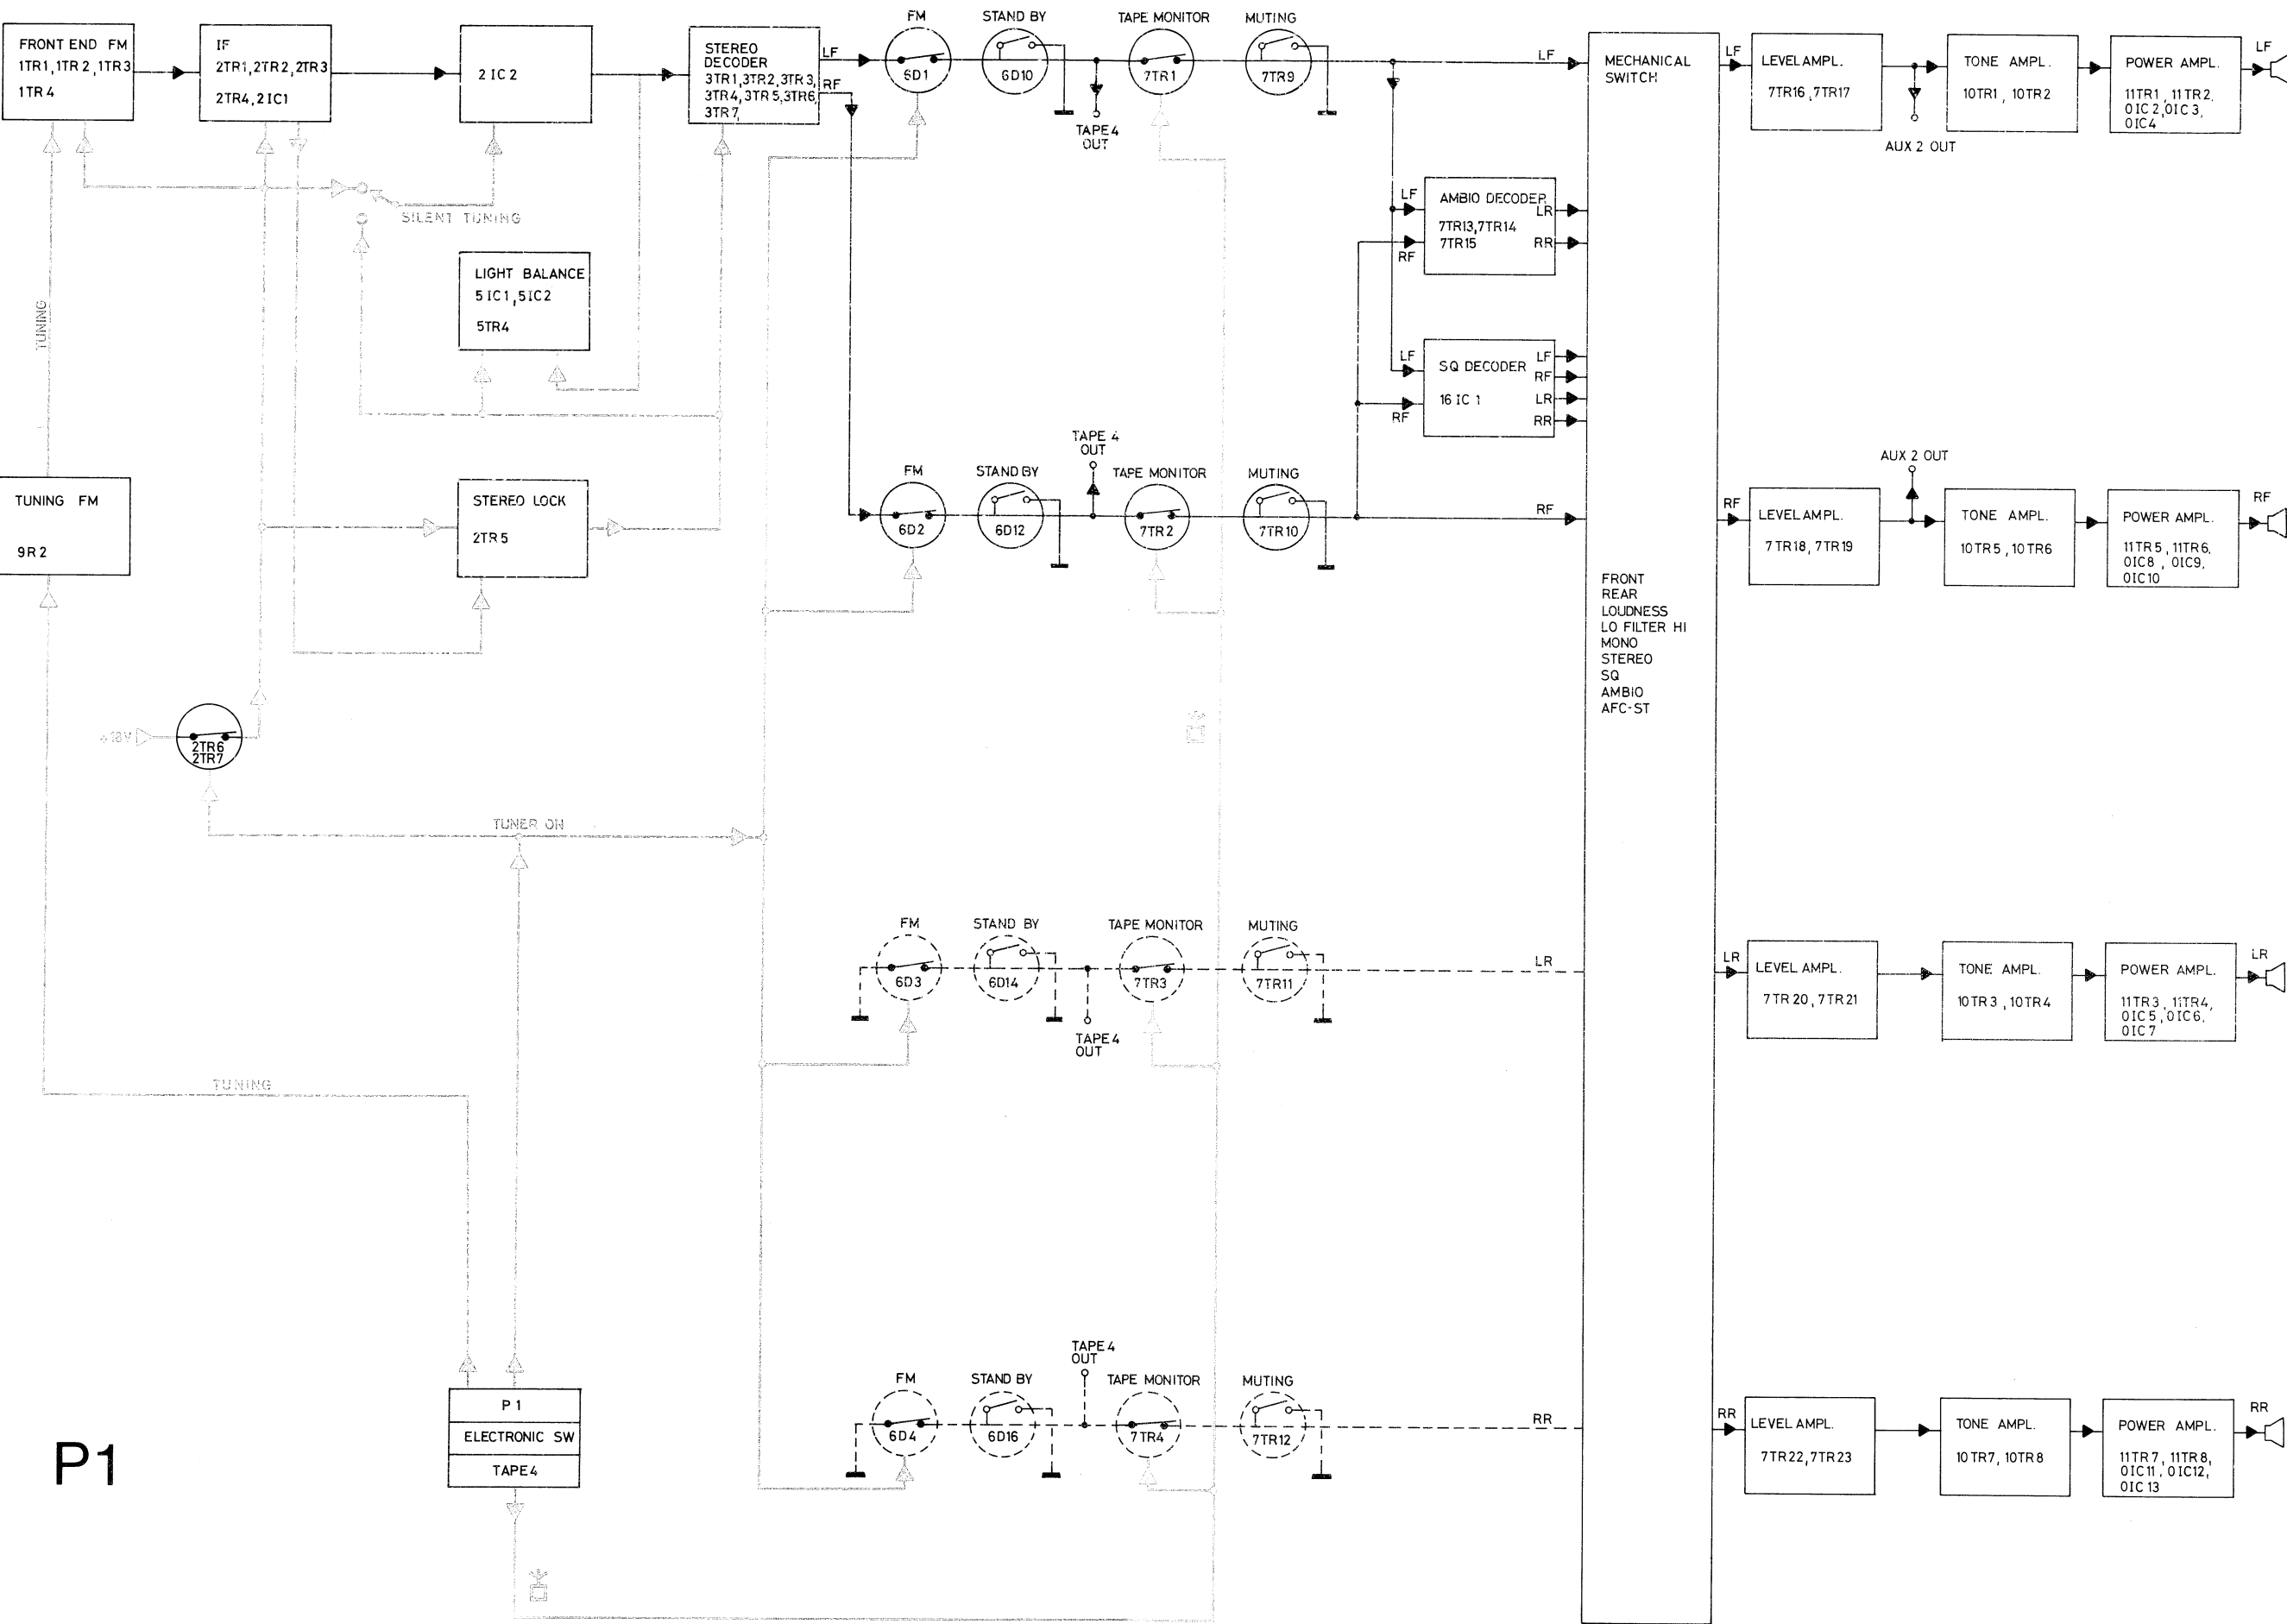 FRONT END FM
1TR1,1TR2,1TR3
1TR4
IF
2TR1,2TR2,2TR3
2TR4,2IC1
2 IC 2
STEREO
DECODER
3TR1,3TR2,3TR3,
3TR4,3TR5,3TR6,
3TR7,
LF
RF
FM
6D1
STAND BY
6D10
TAPE 4
OUT
TAPE MONITOR
7TR1
MUTING
7TR9
LF
MECHANICAL
SWITCH
LF
LEVEL AMPL.
7TR16,7TR17
AUX 2 OUT
TONE AMPL.
10TR1, 10TR2
POWER AMPL.
11TR1, 11TR2,
0IC2,0IC3,
0IC4
LF
SILENT TUNING
LIGHT BALANCE
5IC1,5IC2
5TR4
TUNING
LF
RF
AMBIO DECODER
7TR13,7TR14
7TR15
LR
RR
LF
RF
SQ DECODER
16 IC 1
LF
RF
LR
RR
TUNING FM
9R2
STEREO LOCK
2TR5
FM
6D2
STAND BY
6D12
TAPE 4
OUT
TAPE MONITOR
7TR2
MUTING
7TR10
RF
RF
LEVEL AMPL.
7TR18, 7TR19
AUX 2 OUT
TONE AMPL.
10TR5, 10TR6
POWER AMPL.
11TR5, 11TR6,
0IC8, 0IC9,
0IC10
RF
FRONT
REAR
LOUDNESS
LO FILTER HI
MONO
STEREO
SQ
AMBIO
AFC-ST
+18V
2TR6
2TR7
TUNER ON
FM
6D3
STAND BY
6D14
TAPE 4
OUT
TAPE MONITOR
7TR3
MUTING
7TR11
LR
LR
LEVEL AMPL.
7TR20, 7TR21
TONE AMPL.
10TR3, 10TR4
POWER AMPL.
11TR3, 11TR4,
0IC5,0IC6,
0IC7
LR
TUNING
P1
P 1
ELECTRONIC SW
TAPE4
FM
6D4
STAND BY
6D16
TAPE 4
OUT
TAPE MONITOR
7TR4
MUTING
7TR12
RR
RR
LEVEL AMPL.
7TR22,7TR23
TONE AMPL.
10TR7, 10TR8
POWER AMPL.
11TR7, 11TR8,
0IC11, 0IC12,
0IC13
RR